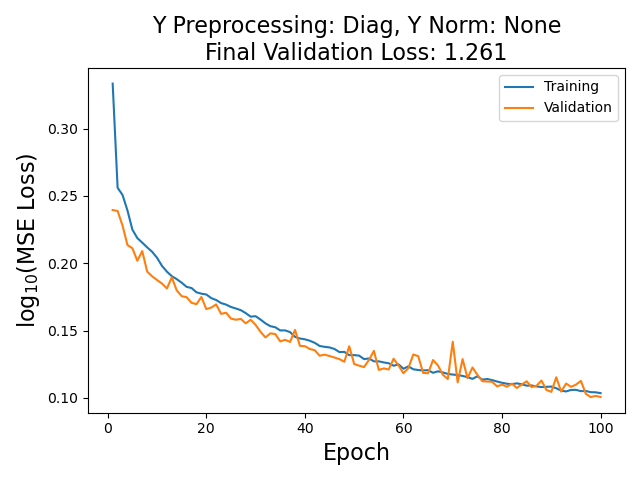 Y Preprocessing: Diag, Y Norm: None
Final Validation Loss: 1.261
Training
Validation
0.30
0.25
0.20
0.15
0.10
log₁₀(MSE Loss)
0 20 40 60 80 100
Epoch